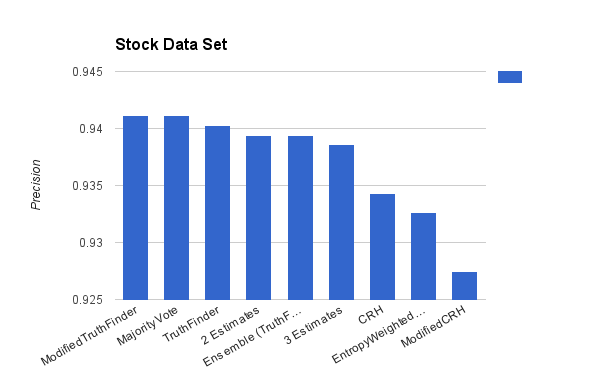 Stock Data Set
0.945
0.94
0.935
0.93
0.925
Precision
ModifiedTruthFinder
MajorityVote
TruthFinder
2 Estimates
Ensemble (TruthF...
3 Estimates
CRH
EntropyWeighted...
ModifiedCRH